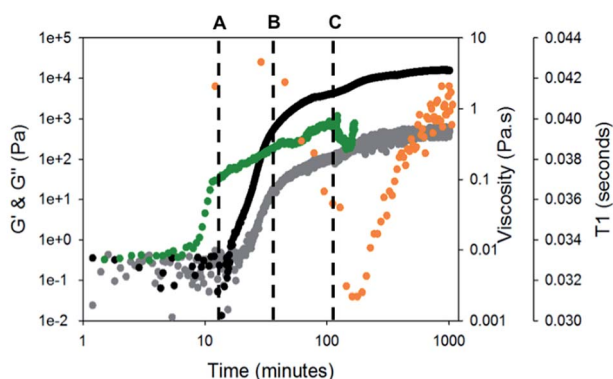 A B C
1e+5
1e+4
1e+3
1e+2
1e+1
1e+0
1e-1
1e-2
G' & G" (Pa)
10
1
0.1
0.01
0.001
Viscosity (Pa.s)
0.044
0.042
0.040
0.038
0.036
0.034
0.032
0.030
T1 (seconds)
1 10 100 1000
Time (minutes)